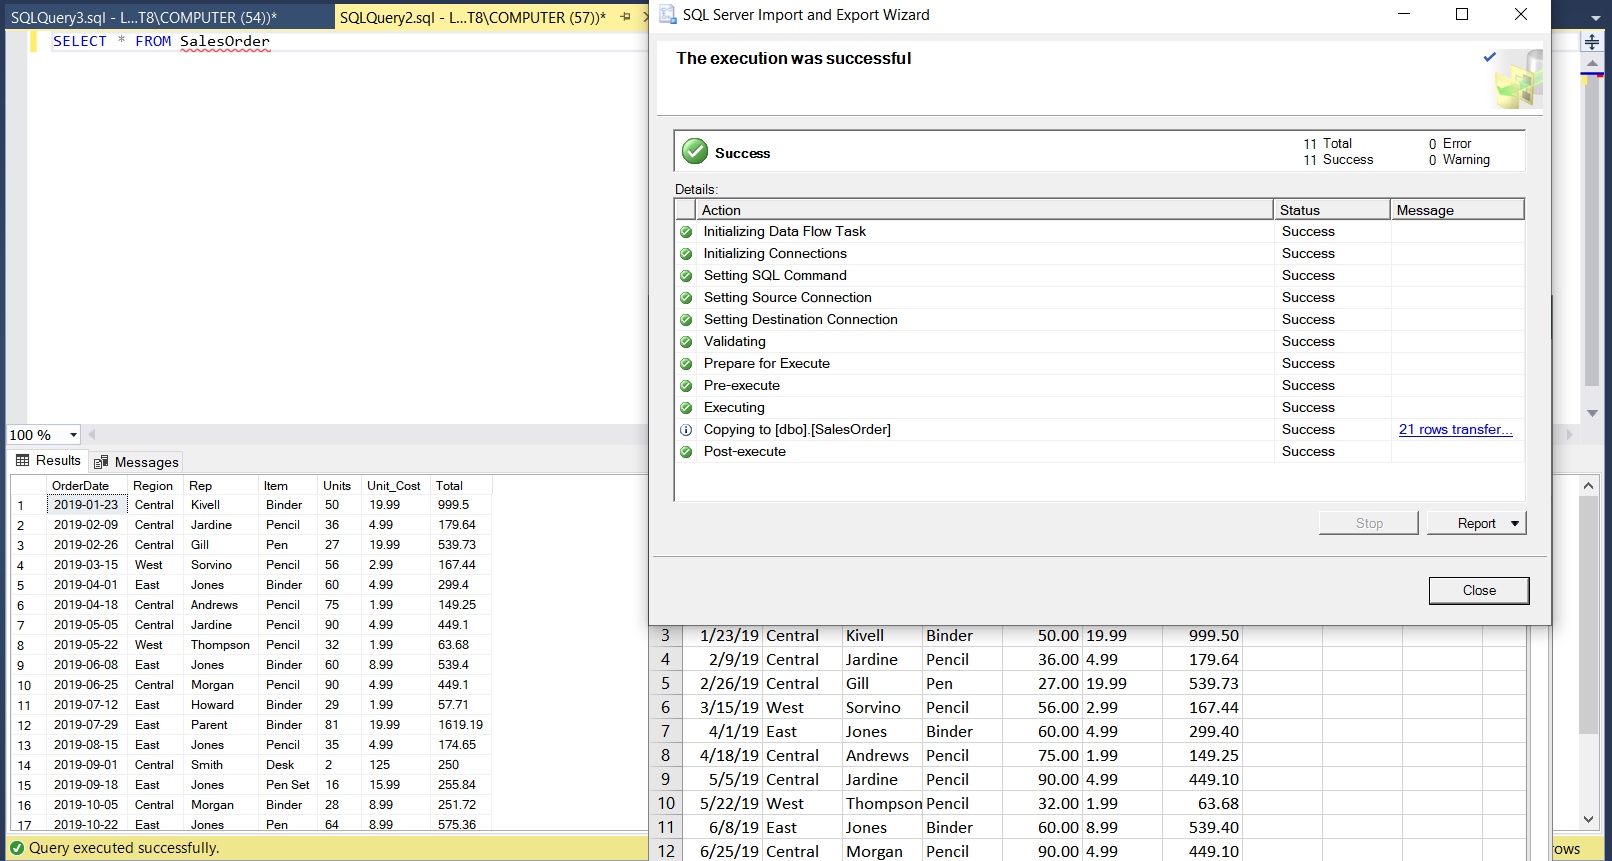 SQLQuery3.sql - L...T8\COMPUTER (54))*
SQLQuery2.sql - L...T8\COMPUTER (57))*
SELECT * FROM SalesOrder
100 %
Results
Messages
OrderDate Region Rep Item Units Unit_Cost Total
1 2019-01-23 Central Kivell Binder 50 19.99 999.5
2 2019-02-09 Central Jardine Pencil 36 4.99 179.64
3 2019-02-26 Central Gill Pen 27 19.99 539.73
4 2019-03-15 West Sorvino Pencil 56 2.99 167.44
5 2019-04-01 East Jones Binder 60 4.99 299.4
6 2019-04-18 Central Andrews Pencil 75 1.99 149.25
7 2019-05-05 Central Jardine Pencil 90 4.99 449.1
8 2019-05-22 West Thompson Pencil 32 1.99 63.68
9 2019-06-08 East Jones Binder 60 8.99 539.4
10 2019-06-25 Central Morgan Pencil 90 4.99 449.1
11 2019-07-12 East Howard Binder 29 1.99 57.71
12 2019-07-29 East Parent Binder 81 19.99 1619.19
13 2019-08-15 East Jones Pencil 35 4.99 174.65
14 2019-09-01 Central Smith Desk 2 125 250
15 2019-09-18 East Jones Pen Set 16 15.99 255.84
16 2019-10-05 Central Morgan Binder 28 8.99 251.72
17 2019-10-22 East Jones Pen 64 8.99 575.36
Query executed successfully.
SQL Server Import and Export Wizard
The execution was successful
Success
11 Total 0 Error
11 Success 0 Warning
Details:
Action Status Message
Initializing Data Flow Task Success
Initializing Connections Success
Setting SQL Command Success
Setting Source Connection Success
Setting Destination Connection Success
Validating Success
Prepare for Execute Success
Pre-execute Success
Executing Success
Copying to [dbo].[SalesOrder] Success 21 rows transfer...
Post-execute Success
Stop Report
Close
3 1/23/19 Central Kivell Binder 50.00 19.99 999.50
4 2/9/19 Central Jardine Pencil 36.00 4.99 179.64
5 2/26/19 Central Gill Pen 27.00 19.99 539.73
6 3/15/19 West Sorvino Pencil 56.00 2.99 167.44
7 4/1/19 East Jones Binder 60.00 4.99 299.40
8 4/18/19 Central Andrews Pencil 75.00 1.99 149.25
9 5/5/19 Central Jardine Pencil 90.00 4.99 449.10
10 5/22/19 West Thompson Pencil 32.00 1.99 63.68
11 6/8/19 East Jones Binder 60.00 8.99 539.40
12 6/25/19 Central Morgan Pencil 90.00 4.99 449.10
ows